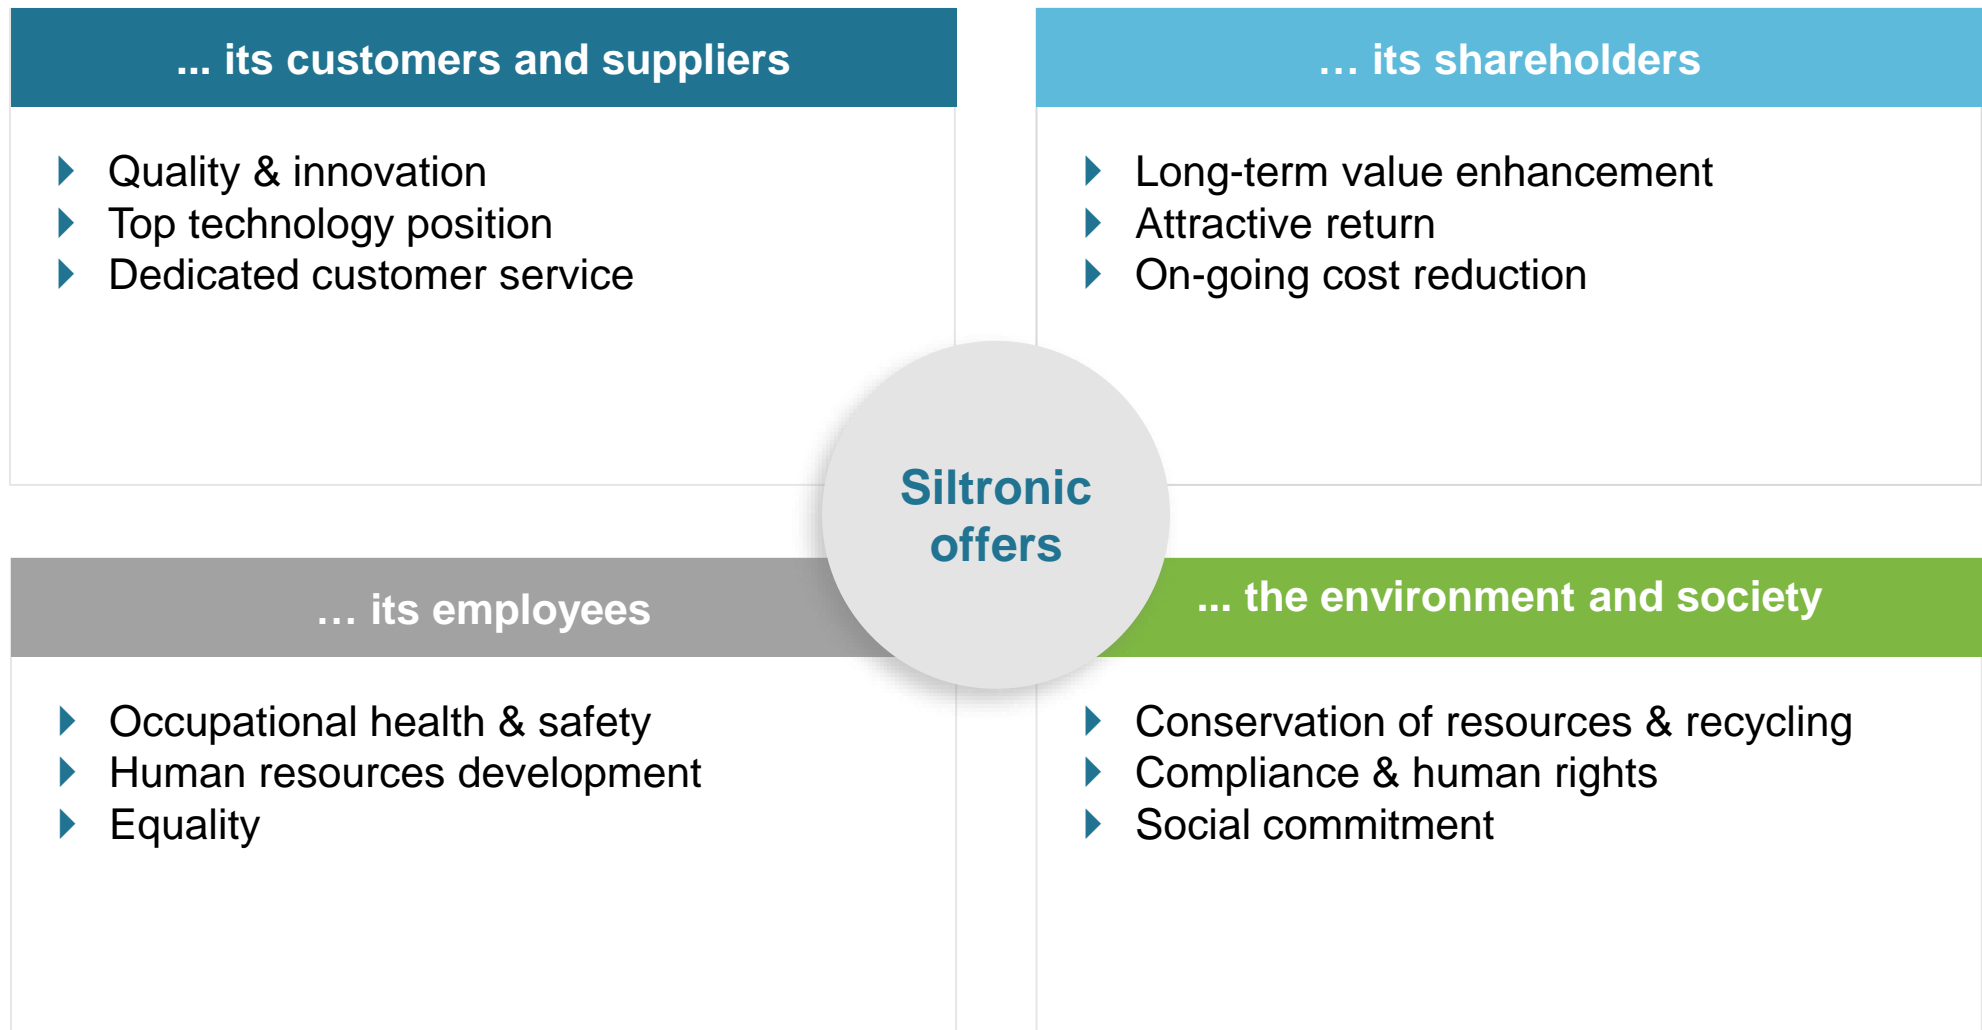 ... its customers and suppliers
Quality & innovation
Top technology position
Dedicated customer service
… its shareholders
Long-term value enhancement
Attractive return
On-going cost reduction
Siltronic
offers
… its employees
Occupational health & safety
Human resources development
Equality
... the environment and society
Conservation of resources & recycling
Compliance & human rights
Social commitment